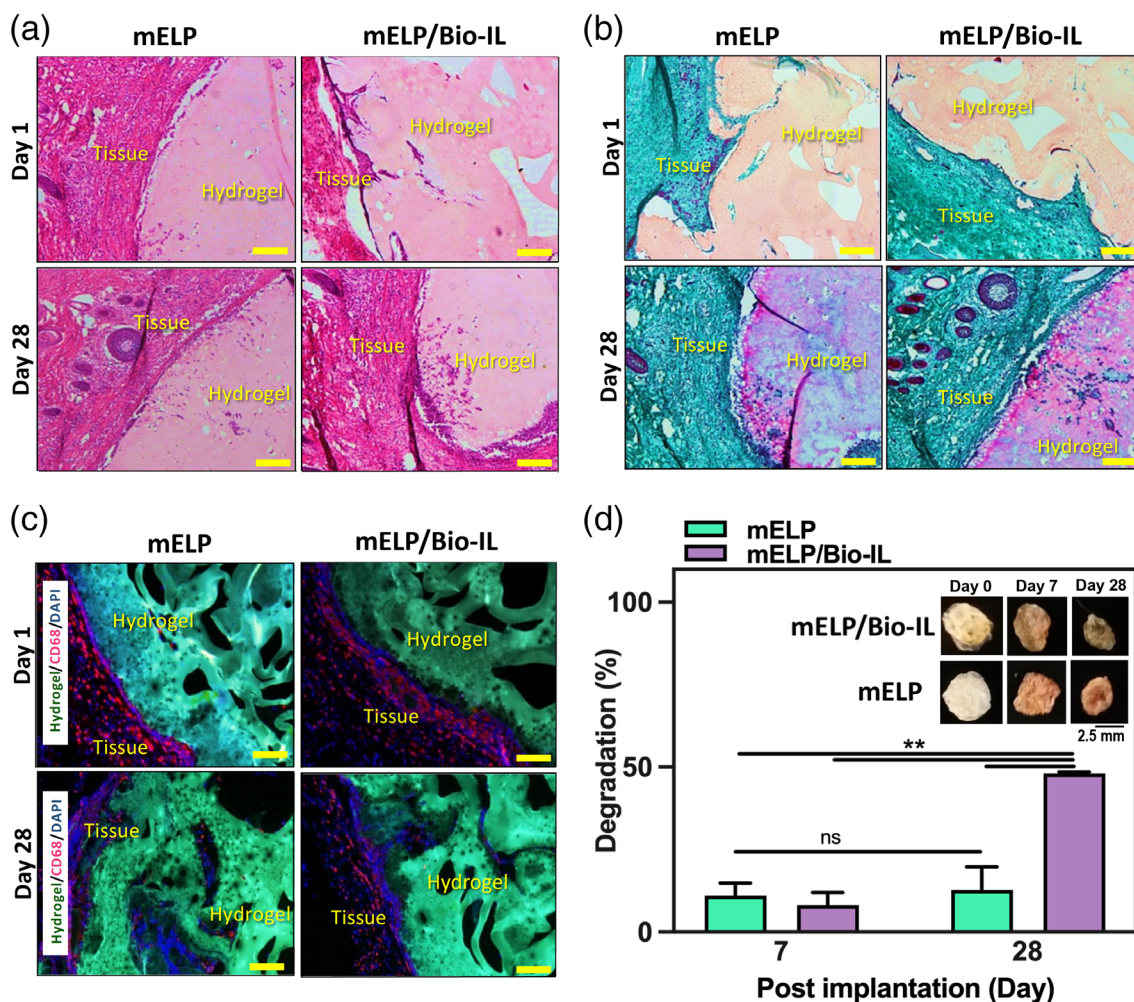 (a)
mELP
mELP/Bio-IL
Day 1
Tissue
Hydrogel
Tissue
Hydrogel
Day 28
Tissue
Hydrogel
Tissue
Hydrogel
(b)
mELP
mELP/Bio-IL
Day 1
Tissue
Hydrogel
Hydrogel
Tissue
Day 28
Tissue
Hydrogel
Tissue
Hydrogel
(c)
mELP
mELP/Bio-IL
Day 1
Hydrogel/CD68/DAPI
Hydrogel
Tissue
Hydrogel
Tissue
Day 28
Hydrogel/CD68/DAPI
Tissue
Hydrogel
Hydrogel
Tissue
(d)
mELP
mELP/Bio-IL
Day 0 Day 7 Day 28
mELP/Bio-IL
mELP
2.5 mm
Degradation (%)
100
50
0
**
ns
7 28
Post implantation (Day)